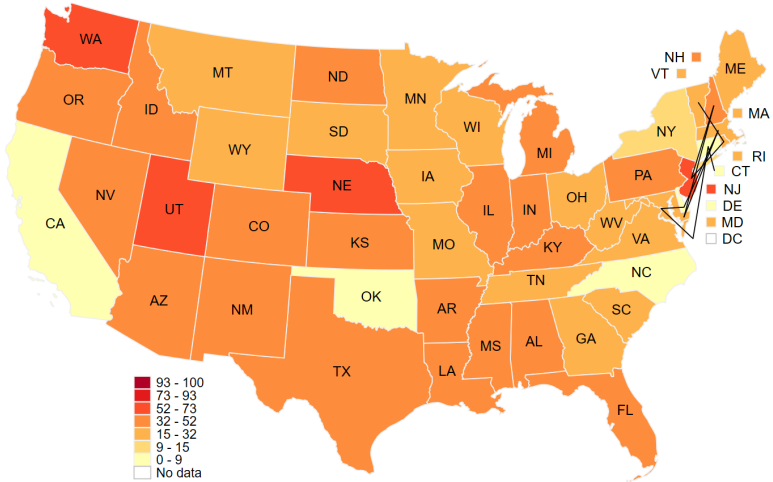 WA
OR
CA
ID
NV
UT
AZ
MT
WY
CO
NM
ND
SD
NE
KS
OK
TX
MN
IA
MO
AR
LA
WI
IL
MI
IN
OH
KY
TN
MS
AL
GA
FL
SC
NC
VA
WV
PA
NY
ME
NH
VT
MA
RI
CT
NJ
DE
MD
DC
93 - 100
73 - 93
52 - 73
32 - 52
15 - 32
9 - 15
0 - 9
No data